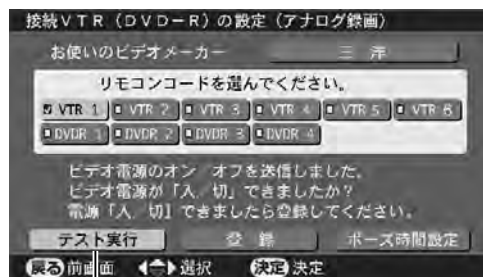 接続VTR(DVD-R)の設定(アナログ録画)
お使いのビデオメーカー 三洋
リモコンコードを選んでください。
VTR 1 VTR 2 VTR 3 VTR 4 VTR 5 VTR 6
DVDR 1 DVDR 2 DVDR 3 DVDR 4
ビデオ電源のオン/オフを送信しました。
ビデオ電源が「入/切」できましたか?
電源「入/切」できましたら登録してください。
テスト実行 登録 ポーズ時間設定
戻る 前画面 選択 決定 決定